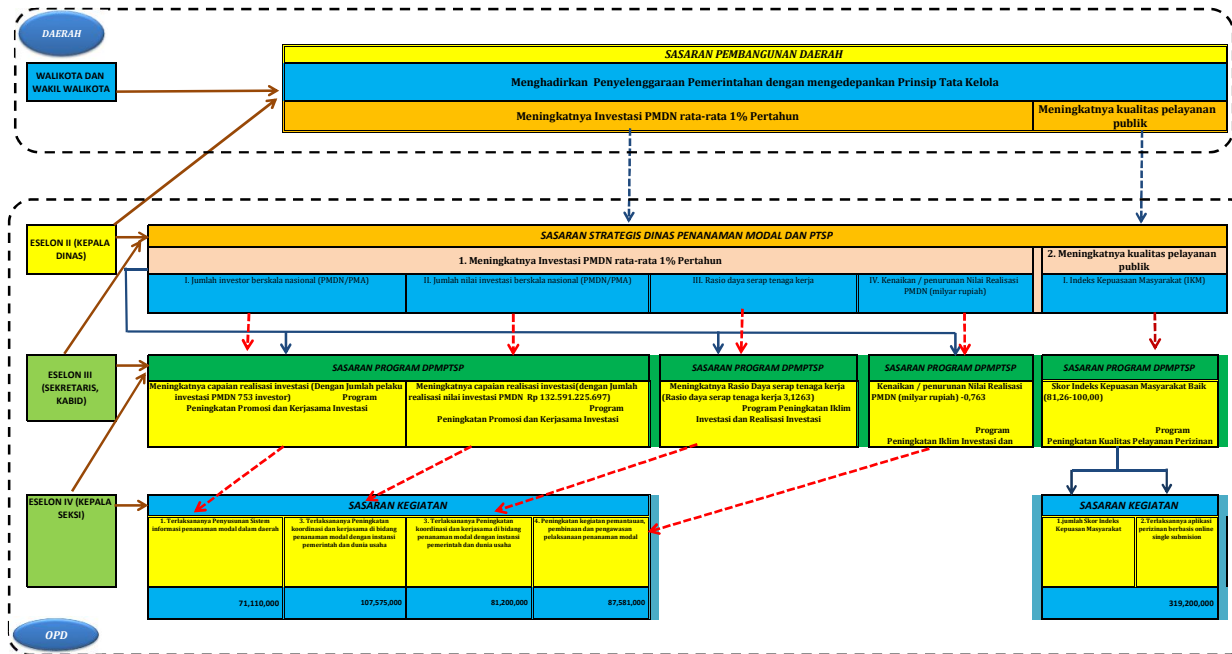 DAERAH
SASARAN PEMBANGUNAN DAERAH
WALIKOTA DAN
WAKIL WALIKOTA
Menghadirkan Penyelenggaraan Pemerintahan dengan mengedepankan Prinsip Tata Kelola
Meningkatnya Investasi PMDN rata-rata 1% Pertahun
Meningkatnya kualitas pelayanan
publik
ESELON II (KEPALA
DINAS)
SASARAN STRATEGIS DINAS PENANAMAN MODAL DAN PTSP
1. Meningkatnya Investasi PMDN rata-rata 1% Pertahun
2. Meningkatnya kualitas pelayanan
publik
I. Jumlah investor berskala nasional (PMDN/PMA)
II. Jumlah nilai investasi berskala nasional (PMDN/PMA)
III. Rasio daya serap tenaga kerja
IV. Kenaikan / penurunan Nilai Realisasi
PMDN (milyar rupiah)
I. Indeks Kepuasaan Masyarakat (IKM)
ESELON III
(SEKRETARIS,
KABID)
SASARAN PROGRAM DPMPTSP
Meningkatnya capaian realisasi investasi (Dengan Jumlah pelaku
investasi PMDN 753 investor) Program
Peningkatan Promosi dan Kerjasama Investasi
Meningkatnya capaian realisasi investasi(dengan Jumlah
realisasi nilai investasi PMDN Rp 132.591.225.697)
Program
Peningkatan Promosi dan Kerjasama Investasi
SASARAN PROGRAM DPMPTSP
Meningkatnya Rasio Daya serap tenaga kerja
(Rasio daya serap tenaga kerja 3,1263)
Program Peningkatan Iklim
Investasi dan Realisasi Investasi
SASARAN PROGRAM DPMPTSP
Kenaikan / penurunan Nilai Realisasi
PMDN (milyar rupiah) -0,763
Program
Peningkatan Iklim Investasi dan
SASARAN PROGRAM DPMPTSP
Skor Indeks Kepuasan Masyarakat Baik
(81,26-100,00)
Program
Peningkatan Kualitas Pelayanan Perizinan
ESELON IV (KEPALA
SEKSI)
SASARAN KEGIATAN
1. Terlaksananya Penyusunan Sistem
informasi penanaman modal dalam daerah
3. Terlaksananya Peningkatan
koordinasi dan kerjasama di bidang
penanaman modal dengan instansi
pemerintah dan dunia usaha
3. Terlaksananya Peningkatan
koordinasi dan kerjasama di bidang
penanaman modal dengan instansi
pemerintah dan dunia usaha
4. Peningkatan kegiatan pemantauan,
pembinaan dan pengawasan
pelaksanaan penanaman modal
71,110,000
107,575,000
81,200,000
87,581,000
SASARAN KEGIATAN
1.jumlah Skor Indeks
Kepuasan Masyarakat
2.Terlaksannya aplikasi
perizinan berbasis online
single submision
319,200,000
OPD